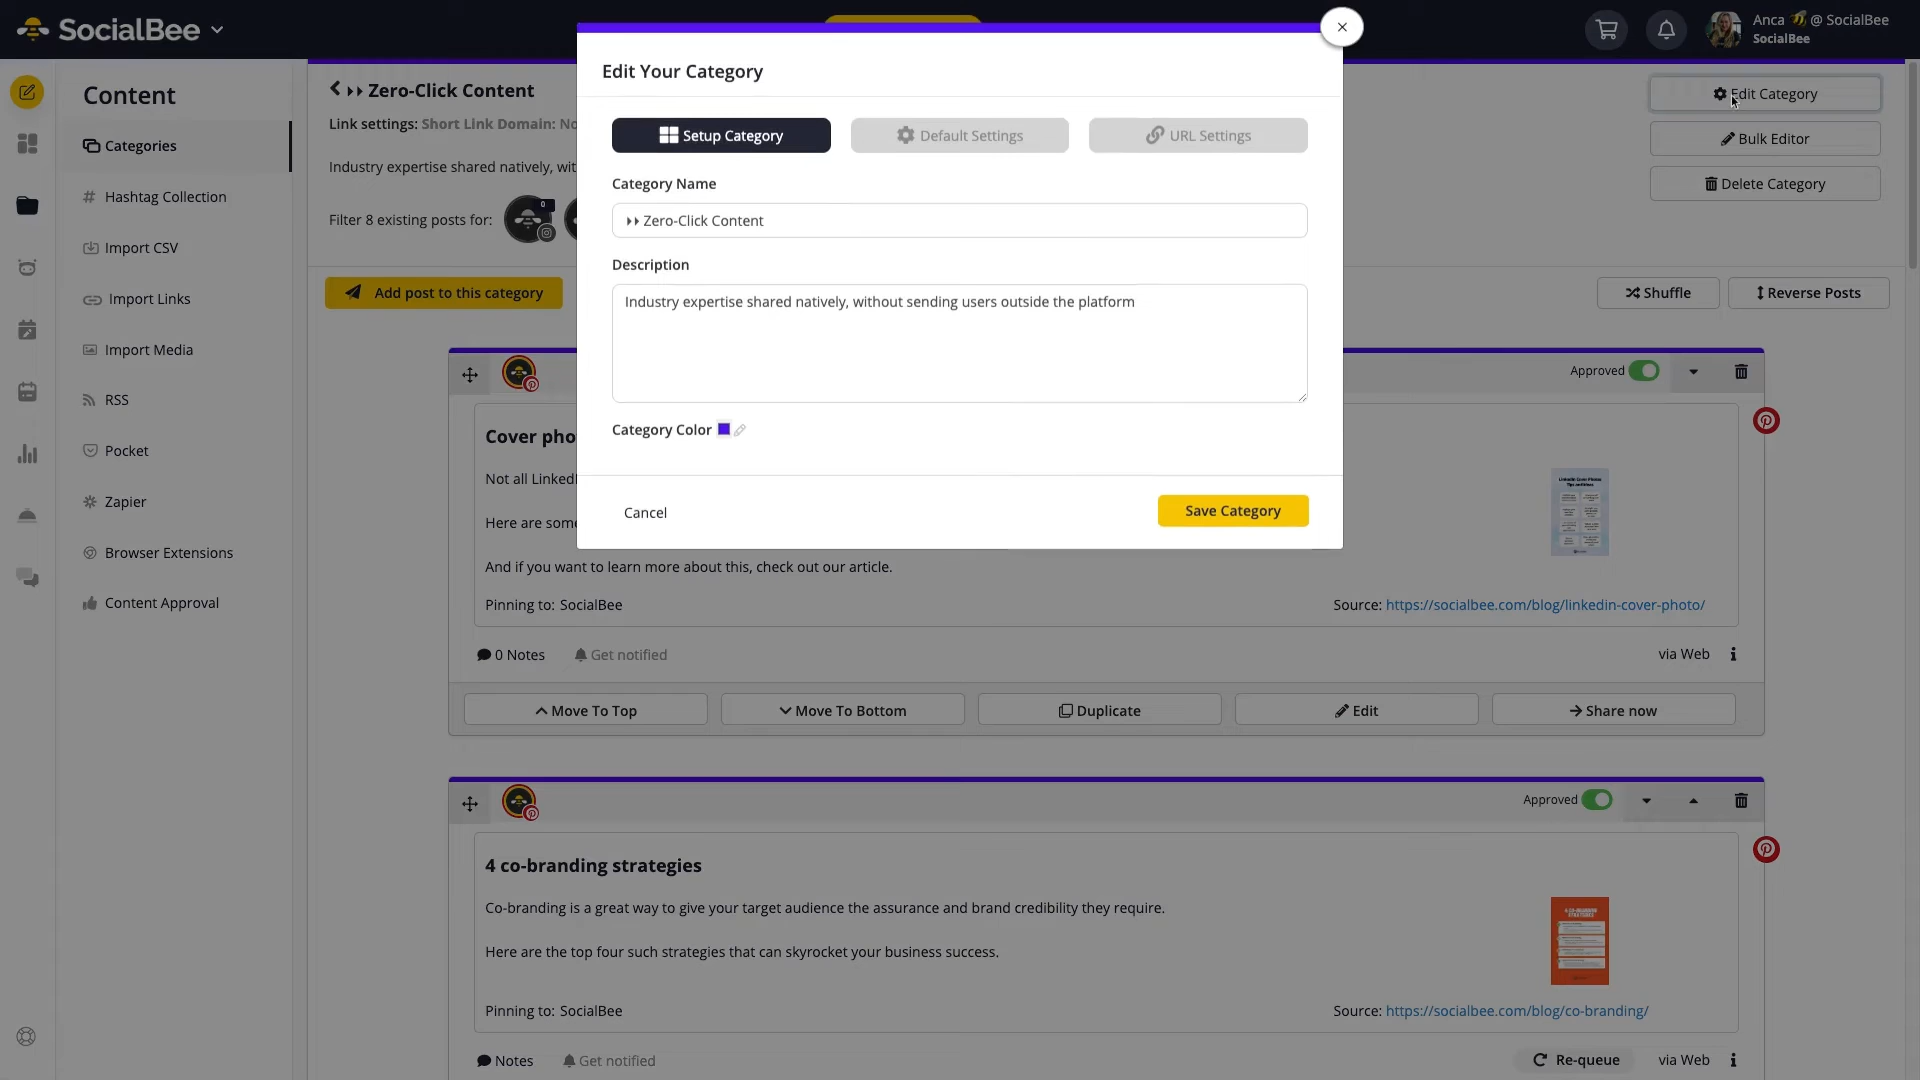 SocialBee
Anca 🐝 @ SocialBee
SocialBee
Content
Categories
Hashtag Collection
Import CSV
Import Links
Import Media
RSS
Pocket
Zapier
Browser Extensions
Content Approval
Zero-Click Content
Link settings: Short Link Domain: No
Industry expertise shared natively, wit
Filter 8 existing posts for:
0
Edit Category
Bulk Editor
Delete Category
Add post to this category
Shuffle
Reverse Posts
Edit Your Category
Setup Category
Default Settings
URL Settings
Category Name
Zero-Click Content
Description
Industry expertise shared natively, without sending users outside the platform
Category Color
Cancel
Save Category
Approved
Cover pho
Not all LinkedI
Here are some
And if you want to learn more about this, check out our article.
Pinning to: SocialBee
Source: https://socialbee.com/blog/linkedin-cover-photo/
0 Notes
Get notified
via Web
Move To Top
Move To Bottom
Duplicate
Edit
Share now
Approved
4 co-branding strategies
Co-branding is a great way to give your target audience the assurance and brand credibility they require.
Here are the top four such strategies that can skyrocket your business success.
4 CO-BRANDING
STRATEGIES
Pinning to: SocialBee
Source: https://socialbee.com/blog/co-branding/
Notes
Get notified
Re-queue
via Web